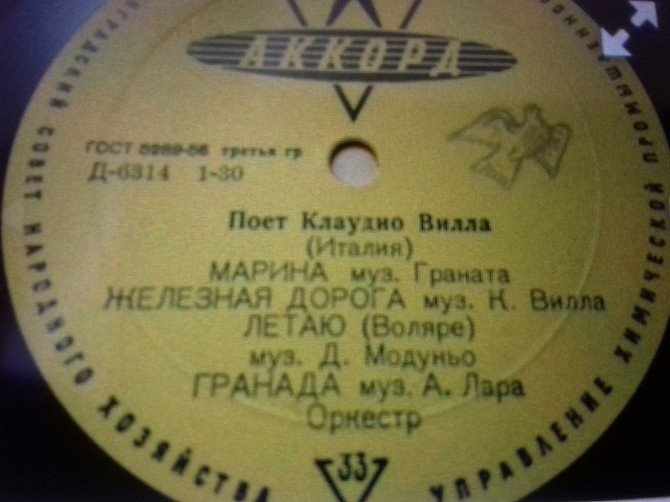 АККОРД
ГОСТ 5289-56 третья гр
Д-6314 1-30
Поет Клаудио Вилла
(Италия)
МАРИНА муз. Граната
ЖЕЛЕЗНАЯ ДОРОГА муз. К. Вилла
ЛЕТАЮ (Воляре)
муз. Д. Модуньо
ГРАНАДА муз. А. Лара
Оркестр
33
СОВЕТ НАРОДНОГО ХОЗЯЙСТВА
УПРАВЛЕНИЕ ХИМИЧЕСКОЙ